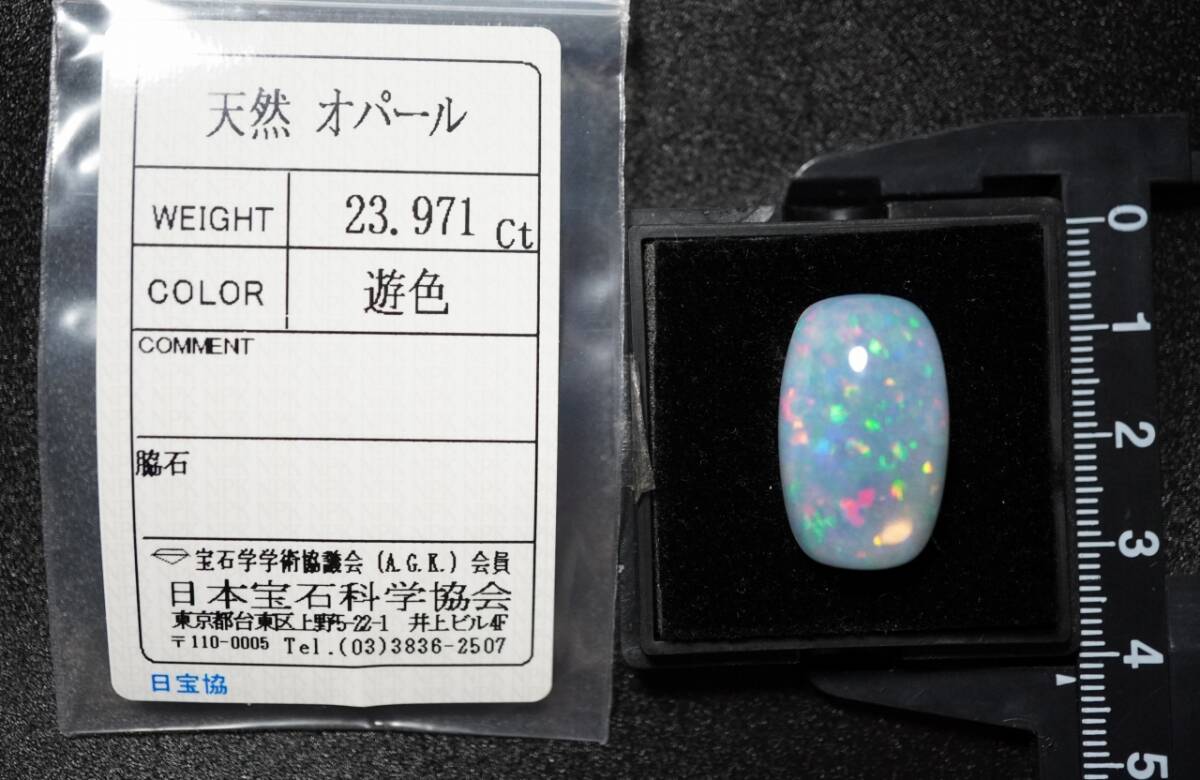 天然 オパール
WEIGHT 23.971 Ct
COLOR 遊色
COMMENT
脇石
宝石学学術協議会 (A.G.K.) 会員
日本宝石科学協会
東京都台東区上野5-22-1 井上ビル4F
〒110-0005 Tel.(03)3836-2507
日宝協
0
1
2
3
4
5